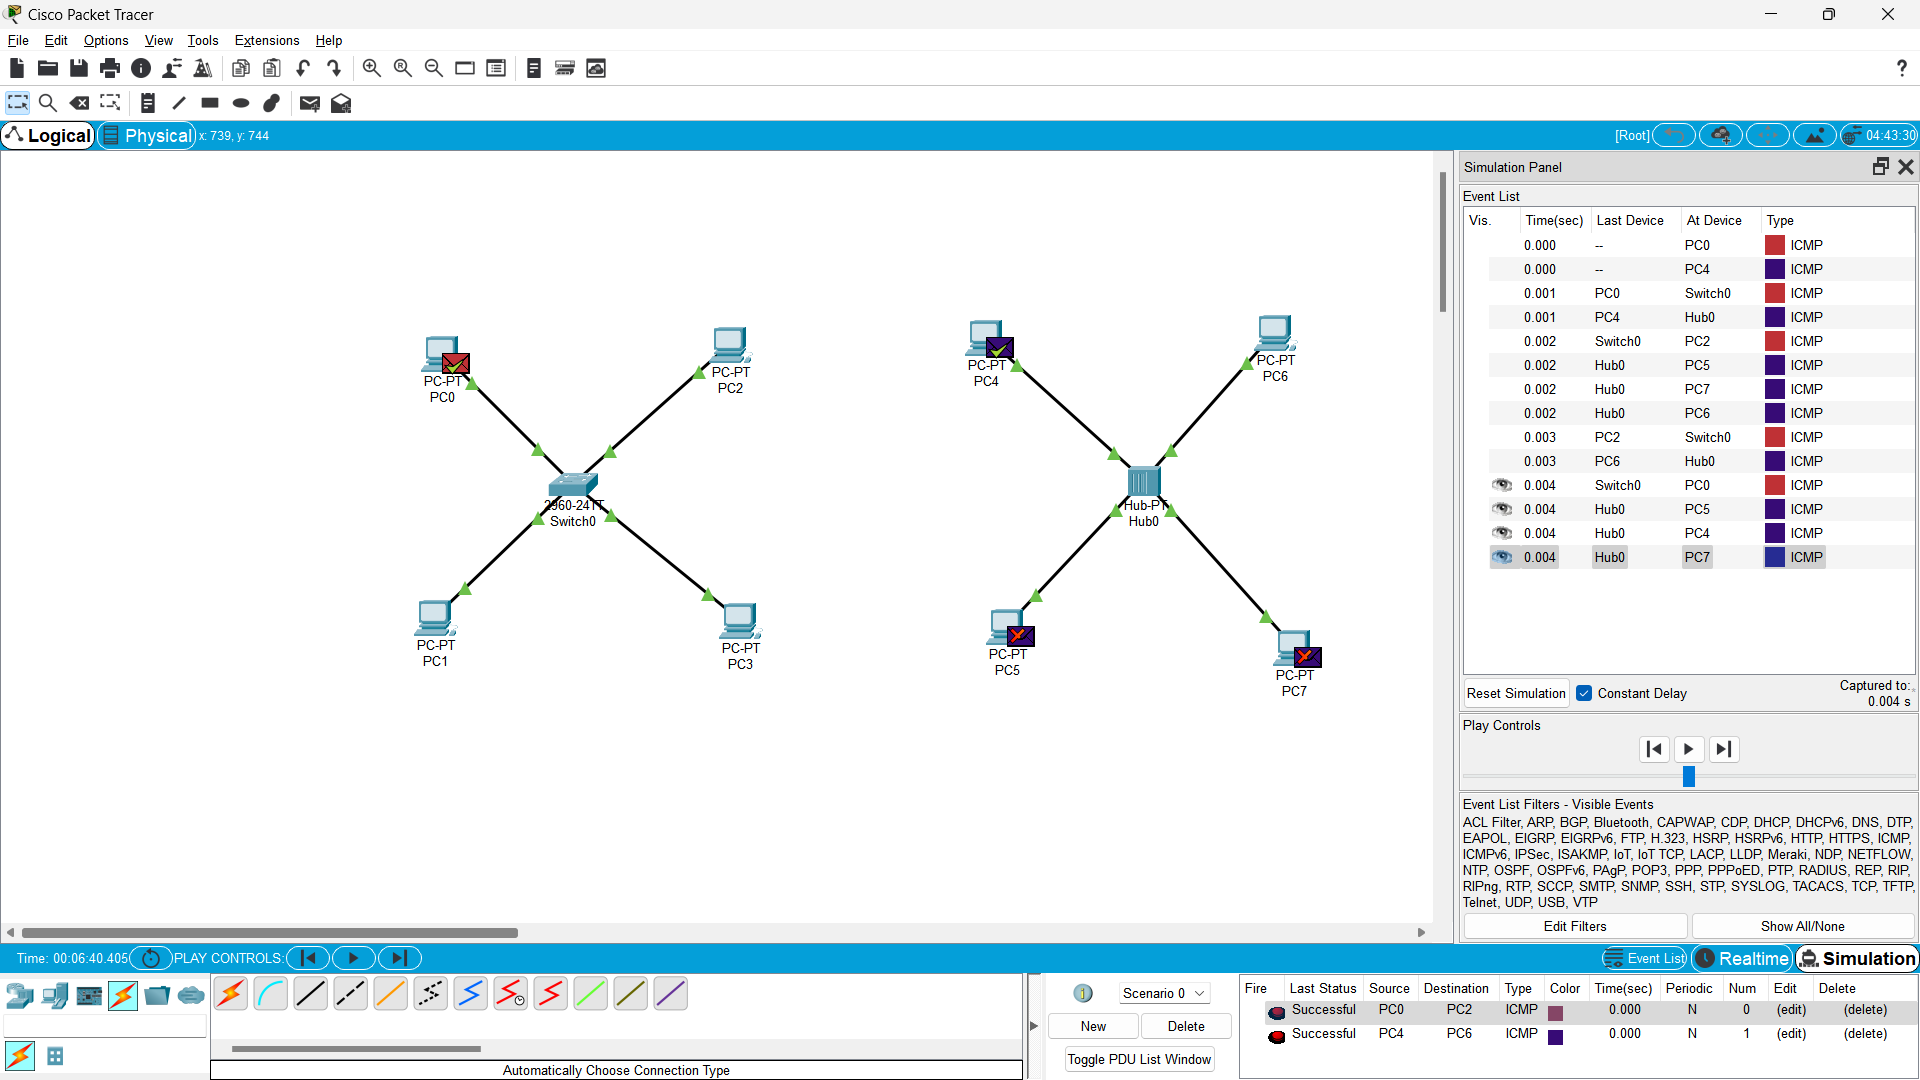 Cisco Packet Tracer
File Edit Options View Tools Extensions Help
Logical Physical x: 739, y: 744 [Root] 04:43:30
Simulation Panel
Event List
Vis. Time(sec) Last Device At Device Type
0.000 -- PC0 ICMP
0.000 -- PC4 ICMP
0.001 PC0 Switch0 ICMP
0.001 PC4 Hub0 ICMP
0.002 Switch0 PC2 ICMP
0.002 Hub0 PC5 ICMP
0.002 Hub0 PC7 ICMP
0.002 Hub0 PC6 ICMP
0.003 PC2 Switch0 ICMP
0.003 PC6 Hub0 ICMP
0.004 Switch0 PC0 ICMP
0.004 Hub0 PC5 ICMP
0.004 Hub0 PC4 ICMP
0.004 Hub0 PC7 ICMP
PC-PT
PC0
PC-PT
PC2
PC-PT
PC4
PC-PT
PC6
2960-24TT
Switch0
Hub-PT
Hub0
PC-PT
PC1
PC-PT
PC3
PC-PT
PC5
PC-PT
PC7
Reset Simulation Constant Delay Captured to:
0.004 s
Play Controls
Event List Filters - Visible Events
ACL Filter, ARP, BGP, Bluetooth, CAPWAP, CDP, DHCP, DHCPv6, DNS, DTP,
EAPOL, EIGRP, EIGRPv6, FTP, H.323, HSRP, HSRPv6, HTTP, HTTPS, ICMP,
ICMPv6, IPSec, ISAKMP, IoT, IoT TCP, LACP, LLDP, Meraki, NDP, NETFLOW,
NTP, OSPF, OSPFv6, PAgP, POP3, PPP, PPPoED, PTP, RADIUS, REP, RIP,
RIPng, RTP, SCCP, SMTP, SNMP, SSH, STP, SYSLOG, TACACS, TCP, TFTP,
Telnet, UDP, USB, VTP
Edit Filters Show All/None
Time: 00:06:40.405 PLAY CONTROLS: Event List Realtime Simulation
Scenario 0
New Delete
Toggle PDU List Window
Fire Last Status Source Destination Type Color Time(sec) Periodic Num Edit Delete
Successful PC0 PC2 ICMP 0.000 N 0 (edit) (delete)
Successful PC4 PC6 ICMP 0.000 N 1 (edit) (delete)
Automatically Choose Connection Type